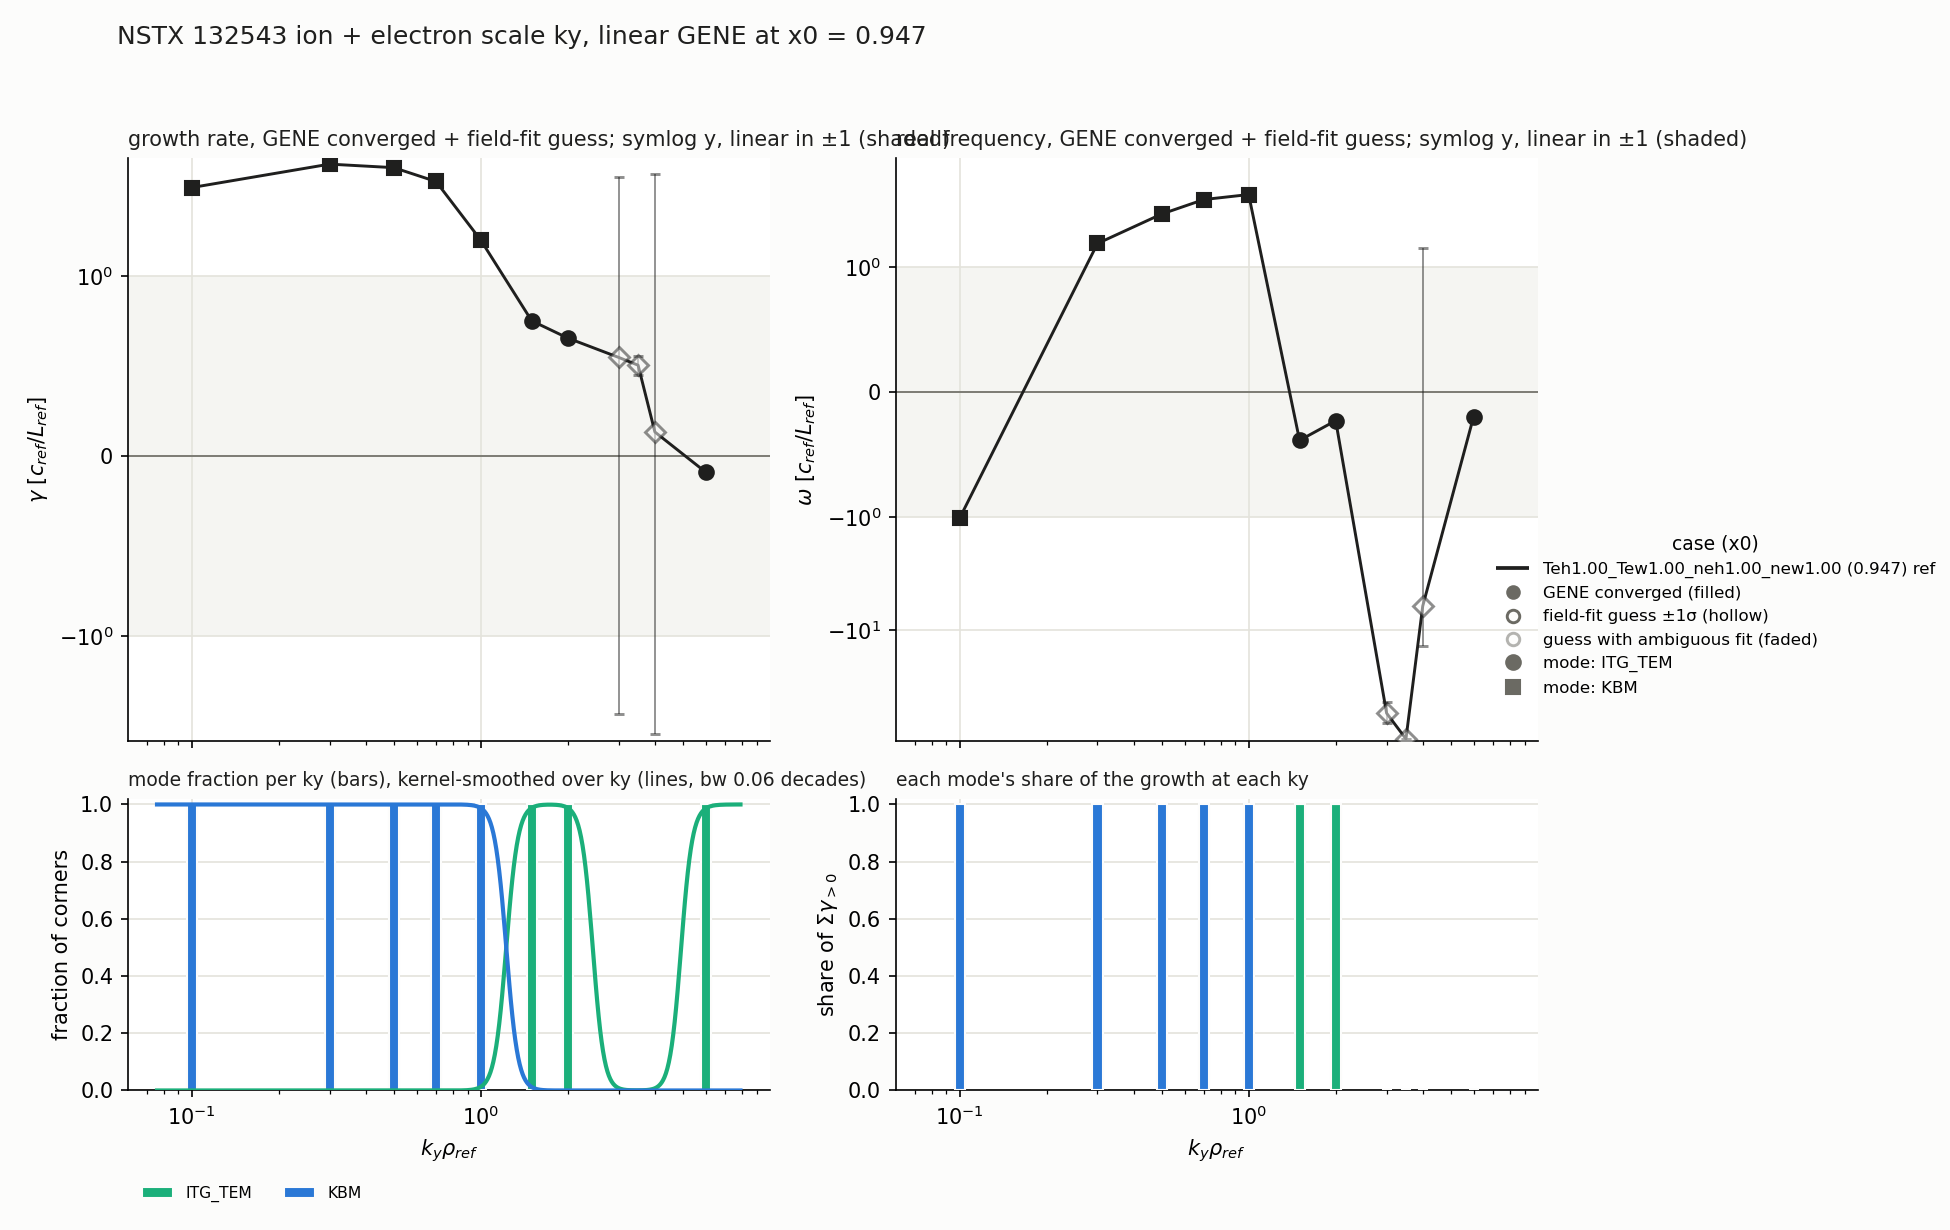 NSTX 132543 ion + electron scale ky, linear GENE at x0 = 0.947
growth rate, GENE converged + field-fit guess; symlog y, linear in ±1 (shaded)
real frequency, GENE converged + field-fit guess; symlog y, linear in ±1 (shaded)
10⁰
0
−10⁰
γ [c_ref/L_ref]
10⁰
0
−10⁰
−10¹
ω [c_ref/L_ref]
case (x0)
Teh1.00_Tew1.00_neh1.00_new1.00 (0.947) ref
GENE converged (filled)
field-fit guess ±1σ (hollow)
guess with ambiguous fit (faded)
mode: ITG_TEM
mode: KBM
mode fraction per ky (bars), kernel-smoothed over ky (lines, bw 0.06 decades)
each mode's share of the growth at each ky
1.0
0.8
0.6
0.4
0.2
0.0
fraction of corners
10⁻¹
10⁰
k_yρ_ref
1.0
0.8
0.6
0.4
0.2
0.0
share of Σγ_{>0}
10⁻¹
10⁰
k_yρ_ref
ITG_TEM
KBM